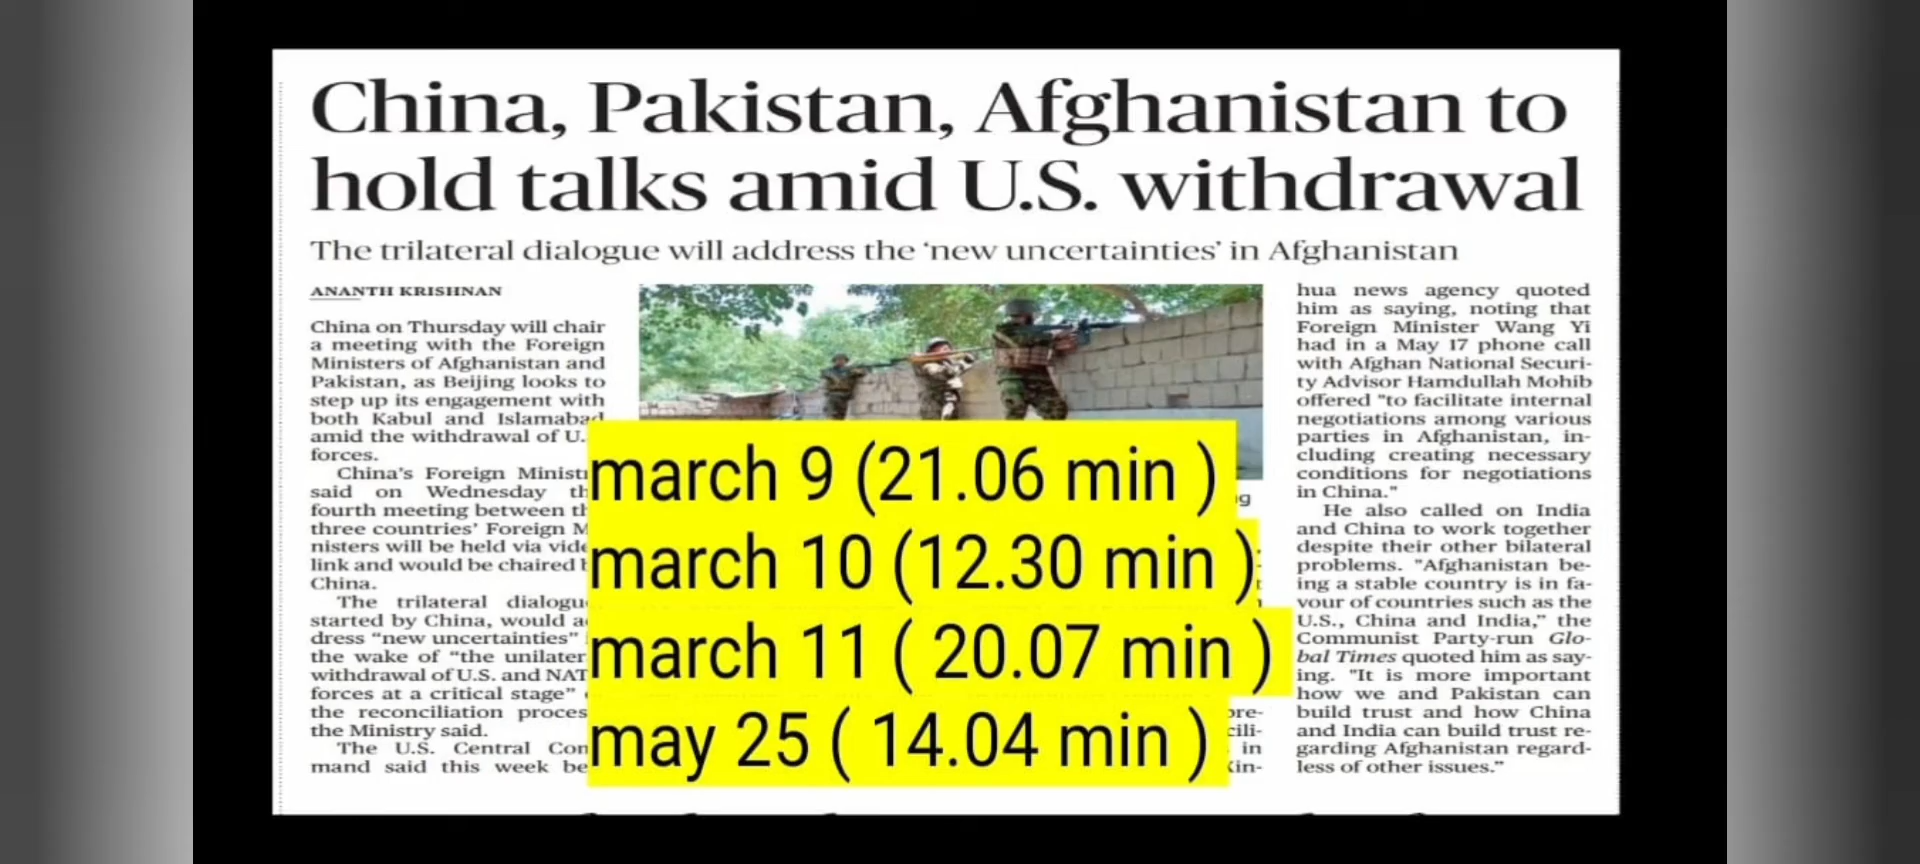 China, Pakistan, Afghanistan to
hold talks amid U.S. withdrawal
The trilateral dialogue will address the ‘new uncertainties’ in Afghanistan
ANANTH KRISHNAN
China on Thursday will chair
a meeting with the Foreign
Ministers of Afghanistan and
Pakistan, as Beijing looks to
step up its engagement with
both Kabul and Islamabad
amid the withdrawal of U.
forces.
China’s Foreign Minist
said on Wednesday th
fourth meeting between th
three countries’ Foreign M
nisters will be held via vide
link and would be chaired b
China.
The trilateral dialogu
started by China, would a
dress “new uncertainties”
the wake of “the unilater
withdrawal of U.S. and NAT
forces at a critical stage”
the reconciliation proces
the Ministry said.
The U.S. Central Com
mand said this week be
march 9 (21.06 min )
march 10 (12.30 min )
march 11 ( 20.07 min )
may 25 ( 14.04 min )
hua news agency quoted
him as saying, noting that
Foreign Minister Wang Yi
had in a May 17 phone call
with Afghan National Securi-
ty Advisor Hamdullah Mohib
offered "to facilitate internal
negotiations among various
parties in Afghanistan, in-
cluding creating necessary
conditions for negotiations
in China."
He also called on India
and China to work together
despite their other bilateral
problems. "Afghanistan be-
ing a stable country is in fa-
vour of countries such as the
U.S., China and India,” the
Communist Party-run Glo-
bal Times quoted him as say-
ing. "It is more important
how we and Pakistan can
build trust and how China
and India can build trust re-
garding Afghanistan regard-
less of other issues.”